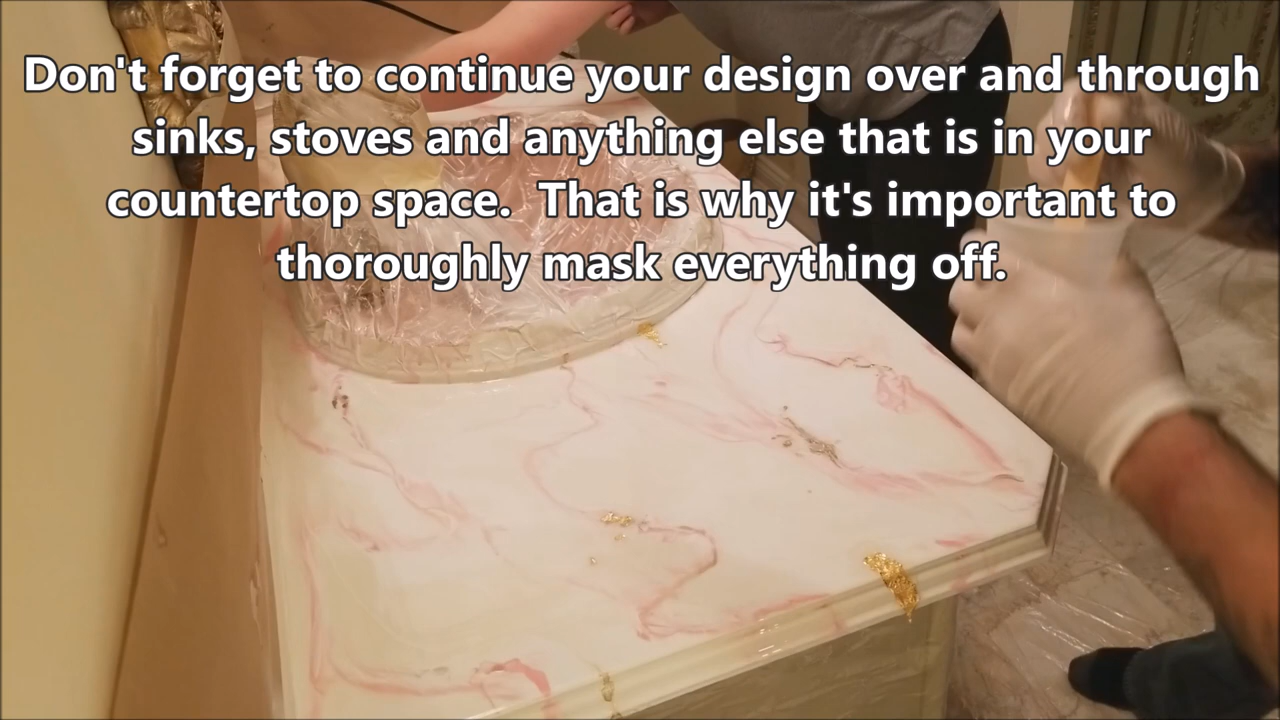 Don't forget to continue your design over and through
sinks, stoves and anything else that is in your
countertop space.  That is why it's important to
thoroughly mask everything off.